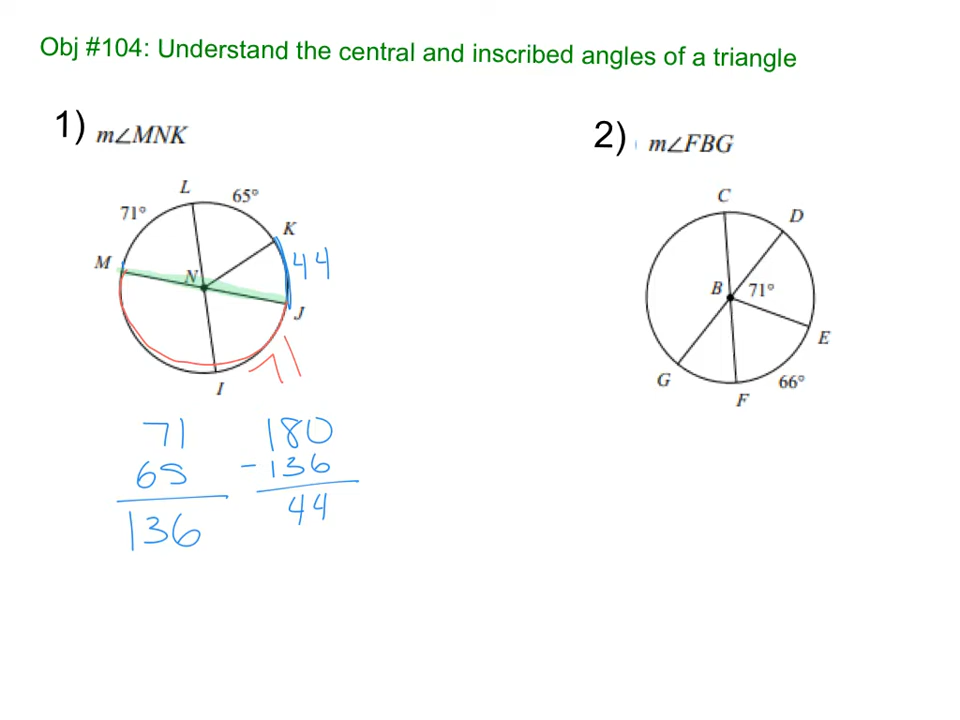 Obj #104: Understand the central and inscribed angles of a triangle
1) m∠MNK
L
65°
71°
K
M
N
44
J
71
I
71
65
136
180
-136
44
2) m∠FBG
C
D
B
71°
E
G
66°
F